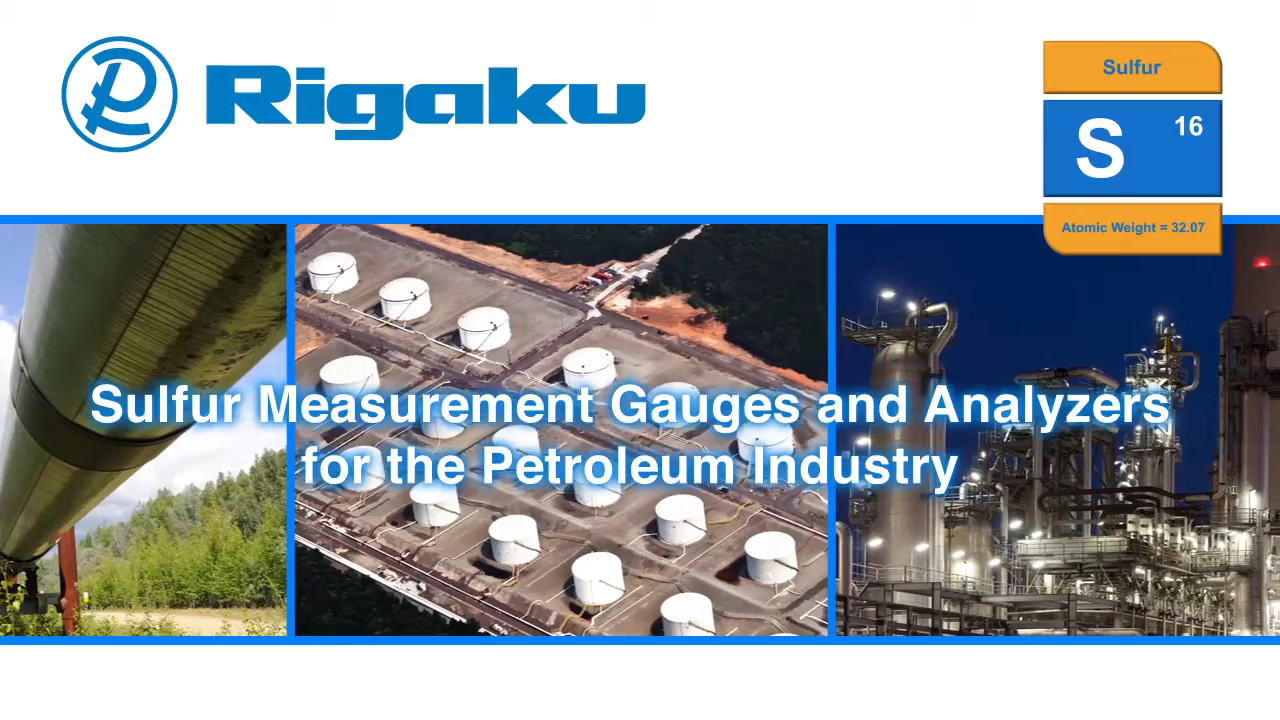 Rigaku
Sulfur
S 16
Atomic Weight = 32.07
Sulfur Measurement Gauges and Analyzers
for the Petroleum Industry